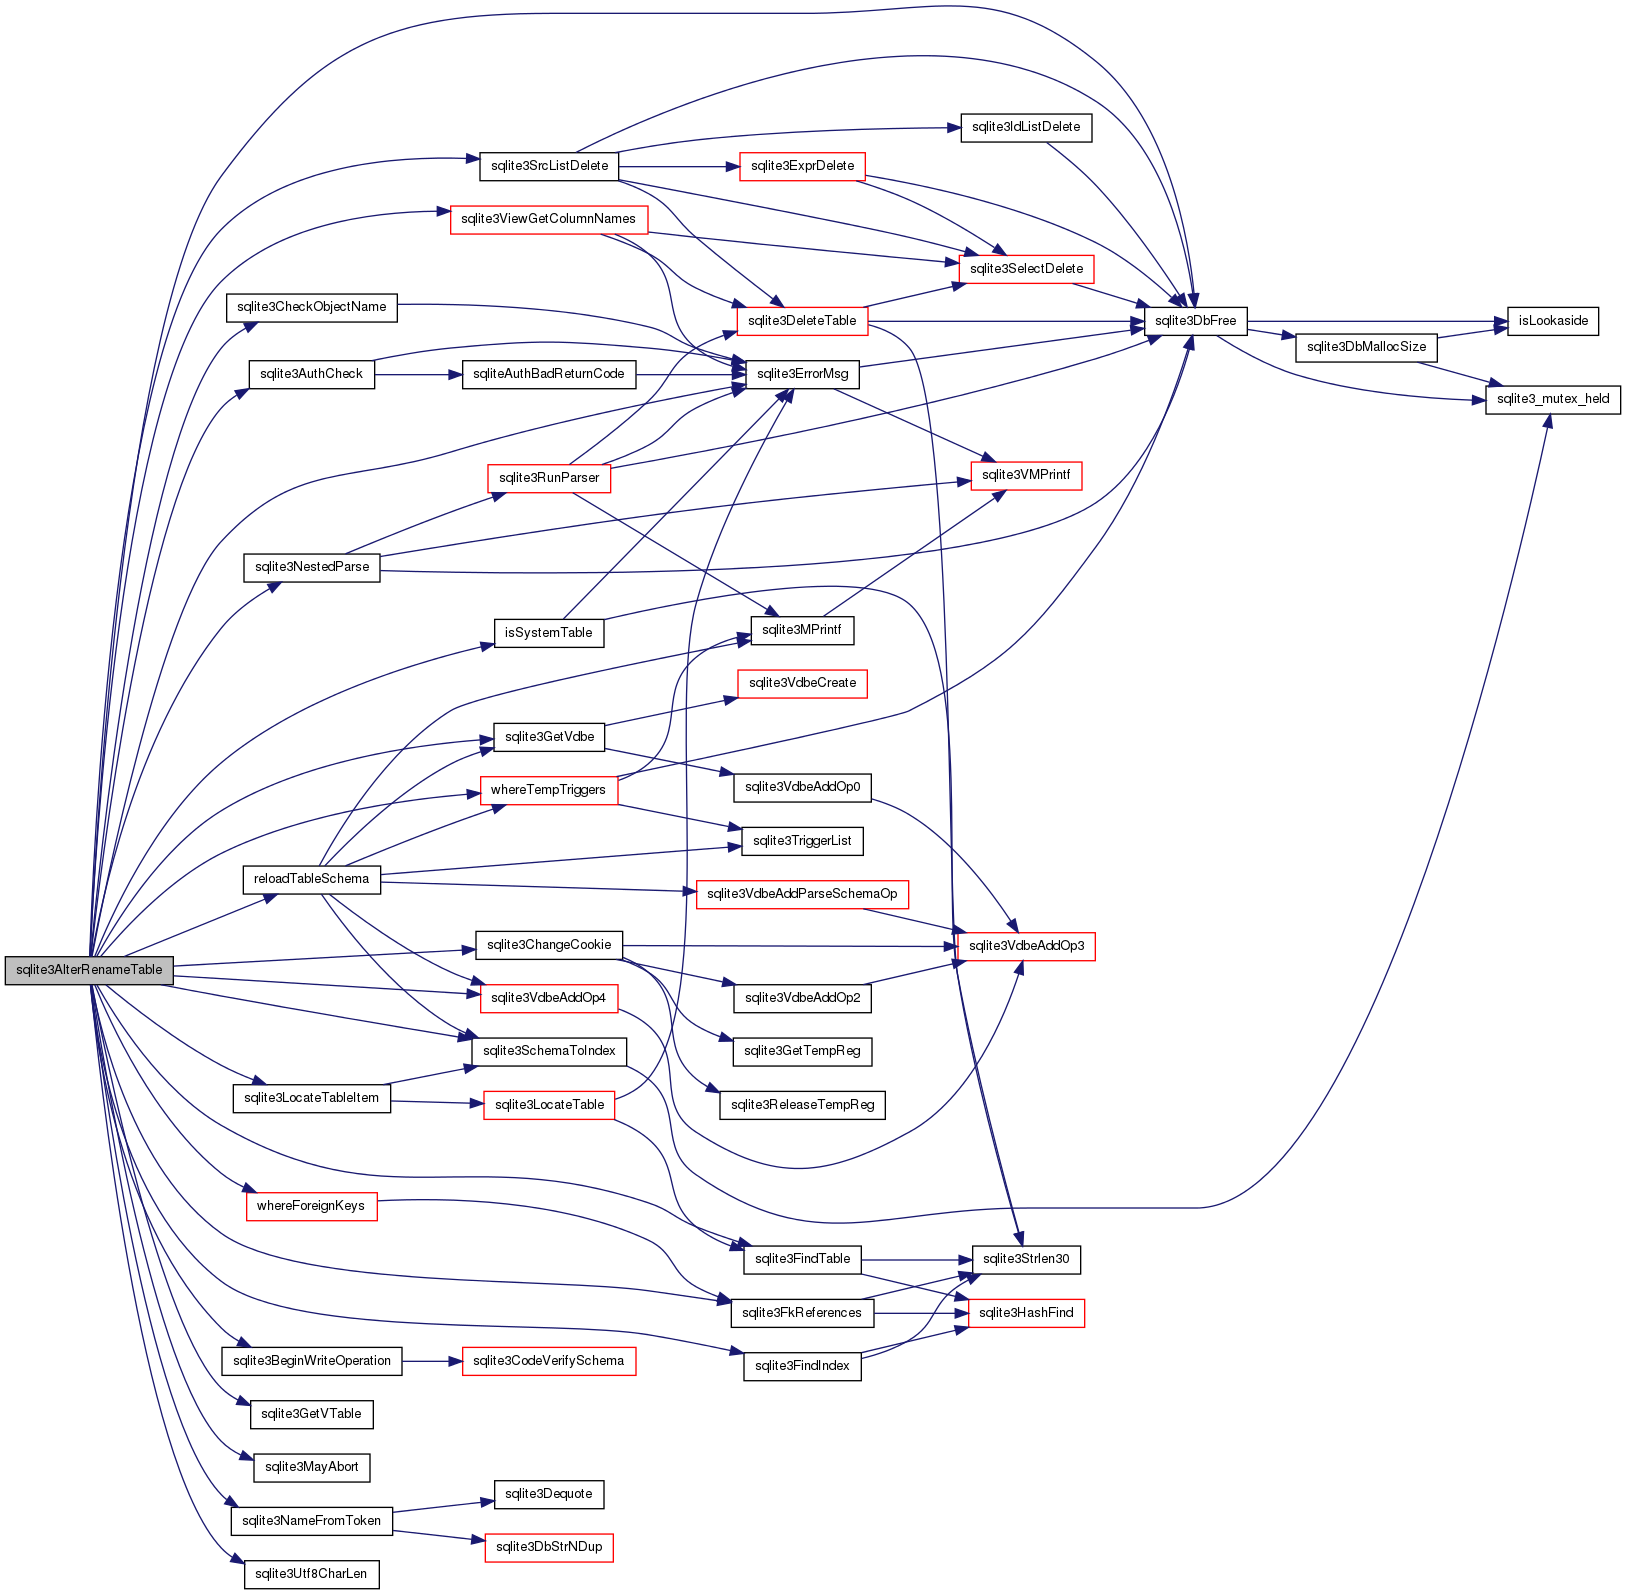 sqlite3IdListDelete
sqlite3SrcListDelete
sqlite3ExprDelete
sqlite3ViewGetColumnNames
sqlite3SelectDelete
sqlite3CheckObjectName
sqlite3DeleteTable
sqlite3DbFree
isLookaside
sqlite3DbMallocSize
sqlite3AuthCheck
sqliteAuthBadReturnCode
sqlite3ErrorMsg
sqlite3_mutex_held
sqlite3RunParser
sqlite3VMPrintf
sqlite3NestedParse
isSystemTable
sqlite3MPrintf
sqlite3VdbeCreate
sqlite3GetVdbe
whereTempTriggers
sqlite3VdbeAddOp0
sqlite3TriggerList
reloadTableSchema
sqlite3VdbeAddParseSchemaOp
sqlite3ChangeCookie
sqlite3VdbeAddOp3
sqlite3AlterRenameTable
sqlite3VdbeAddOp4
sqlite3VdbeAddOp2
sqlite3SchemaToIndex
sqlite3GetTempReg
sqlite3LocateTableItem
sqlite3LocateTable
sqlite3ReleaseTempReg
whereForeignKeys
sqlite3FindTable
sqlite3Strlen30
sqlite3FkReferences
sqlite3HashFind
sqlite3BeginWriteOperation
sqlite3CodeVerifySchema
sqlite3FindIndex
sqlite3GetVTable
sqlite3MayAbort
sqlite3Dequote
sqlite3NameFromToken
sqlite3DbStrNDup
sqlite3Utf8CharLen